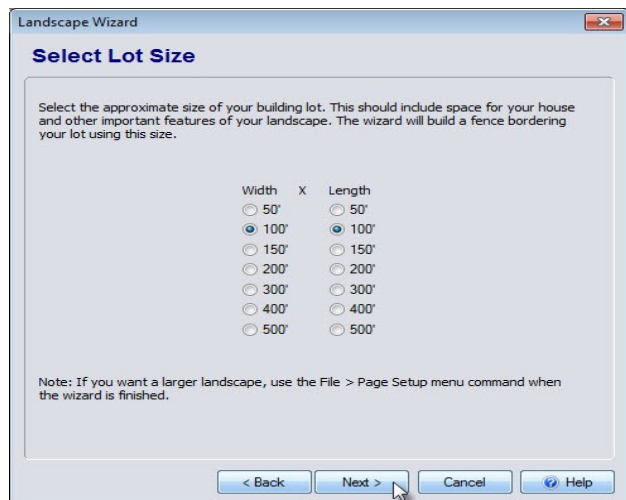 Landscape Wizard
Select Lot Size
Select the approximate size of your building lot. This should include space for your house
and other important features of your landscape. The wizard will build a fence bordering
your lot using this size.
Width X Length
50' 50'
100' 100'
150' 150'
200' 200'
300' 300'
400' 400'
500' 500'
Note: If you want a larger landscape, use the File > Page Setup menu command when
the wizard is finished.
< Back Next > Cancel Help